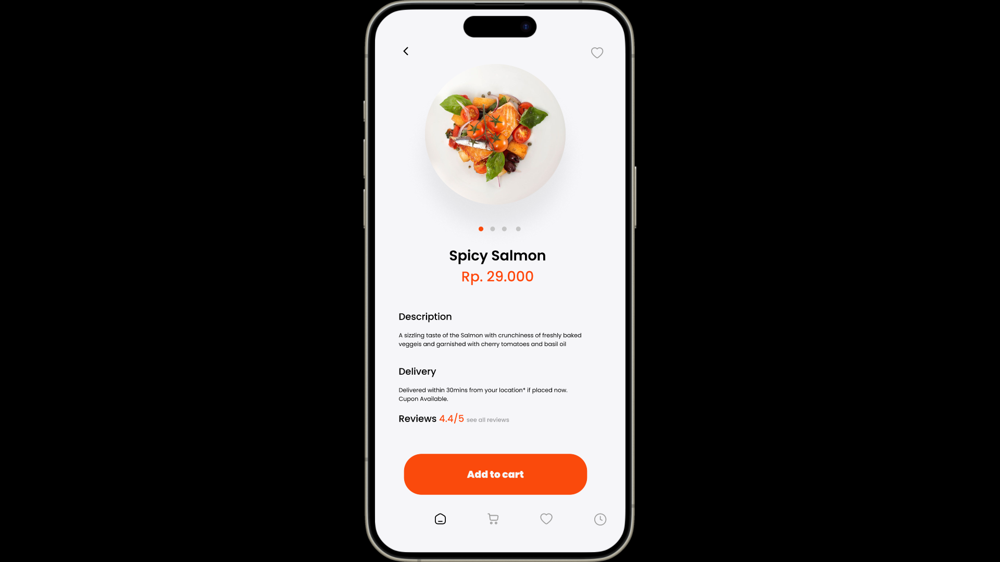 Spicy Salmon
Rp. 29.000
Description
A sizzling taste of the Salmon with crunchiness of freshly baked
veggeis and garnished with cherry tomatoes and basil oil
Delivery
Delivered within 30mins from your location* if placed now.
Cupon Available.
Reviews 4.4/5 see all reviews
Add to cart